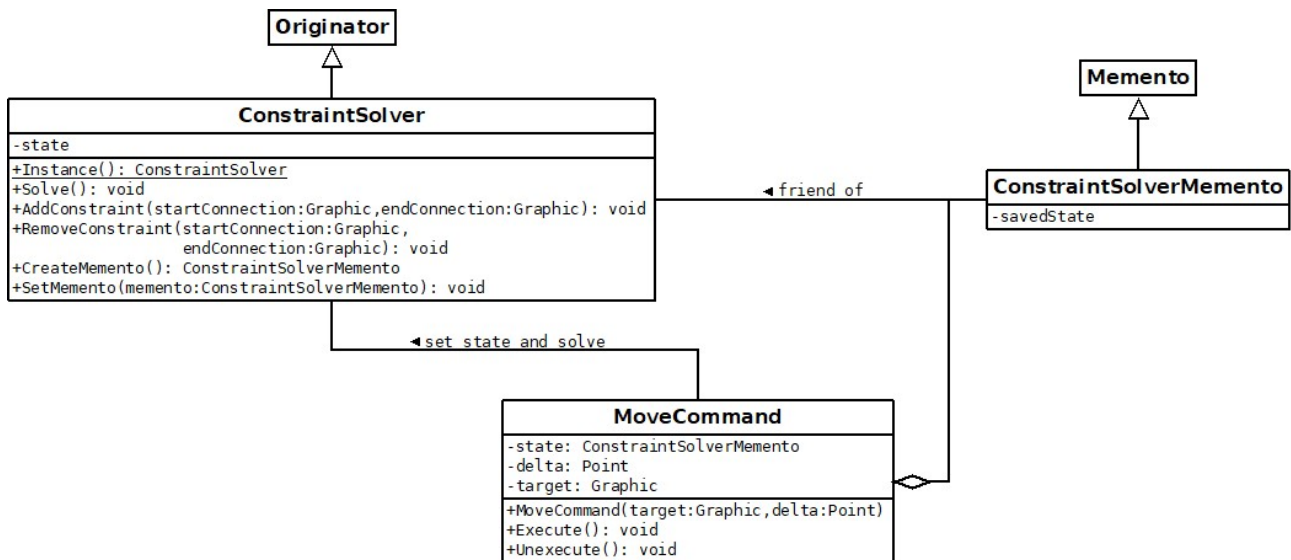 Originator
ConstraintSolver
-state
+Instance(): ConstraintSolver
+Solve(): void
+AddConstraint(startConnection:Graphic,endConnection:Graphic): void
+RemoveConstraint(startConnection:Graphic,
endConnection:Graphic): void
+CreateMemento(): ConstraintSolverMemento
+SetMemento(memento:ConstraintSolverMemento): void
Memento
ConstraintSolverMemento
-savedState
◄ friend of
◄ set state and solve
MoveCommand
-state: ConstraintSolverMemento
-delta: Point
-target: Graphic
+MoveCommand(target:Graphic,delta:Point)
+Execute(): void
+Unexecute(): void